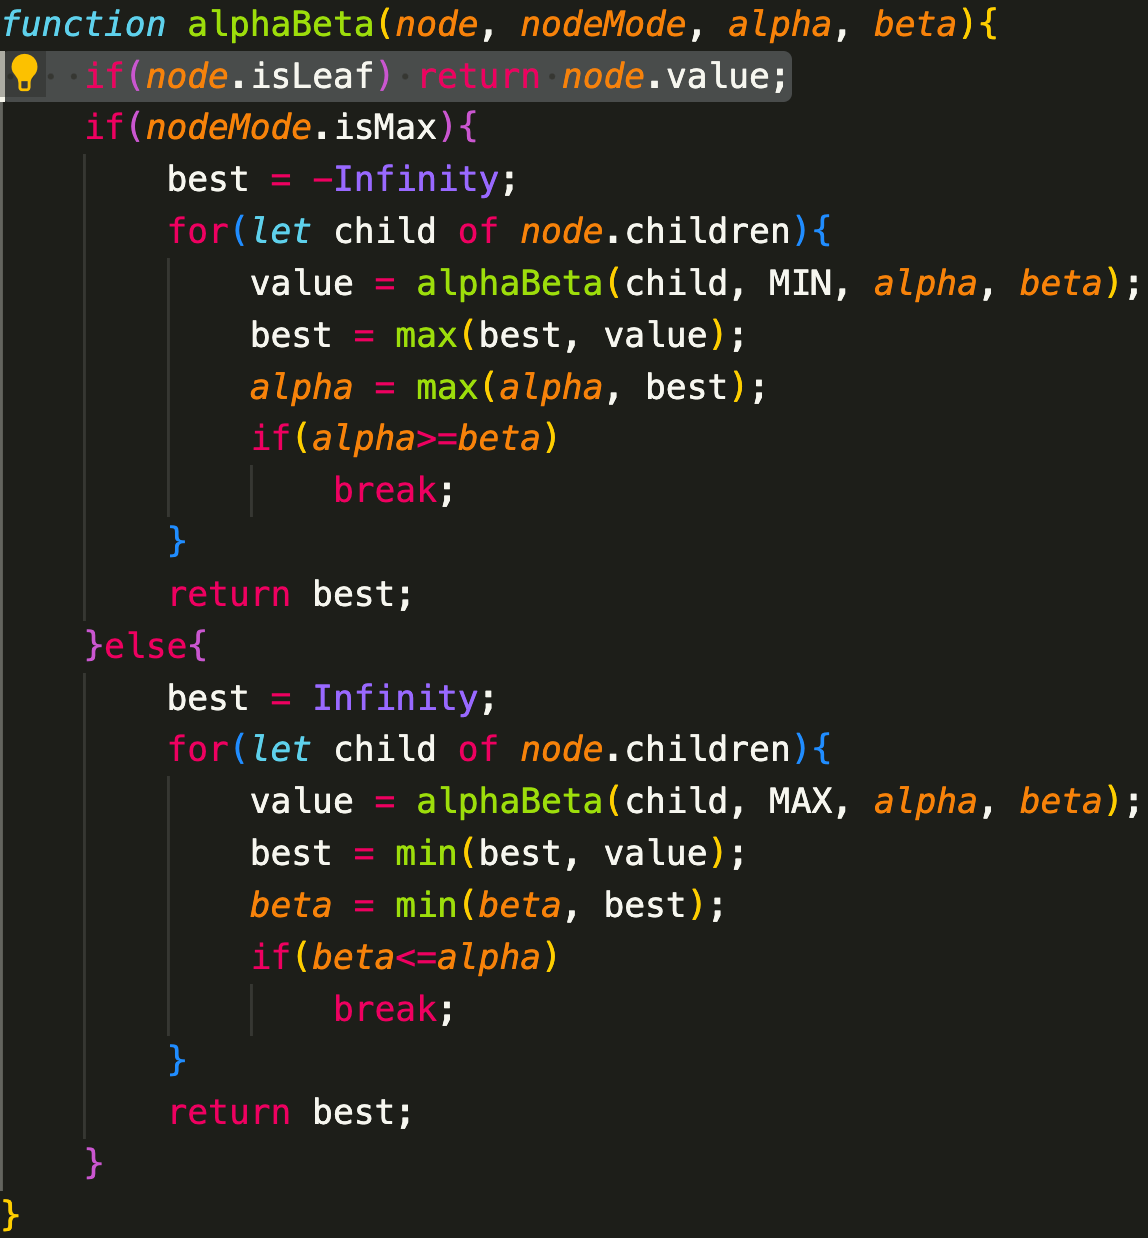 function alphaBeta(node, nodeMode, alpha, beta){
    if(node.isLeaf) return node.value;
    if(nodeMode.isMax){
        best = -Infinity;
        for(let child of node.children){
            value = alphaBeta(child, MIN, alpha, beta);
            best = max(best, value);
            alpha = max(alpha, best);
            if(alpha>=beta)
                break;
        }
        return best;
    }else{
        best = Infinity;
        for(let child of node.children){
            value = alphaBeta(child, MAX, alpha, beta);
            best = min(best, value);
            beta = min(beta, best);
            if(beta<=alpha)
                break;
        }
        return best;
    }
}